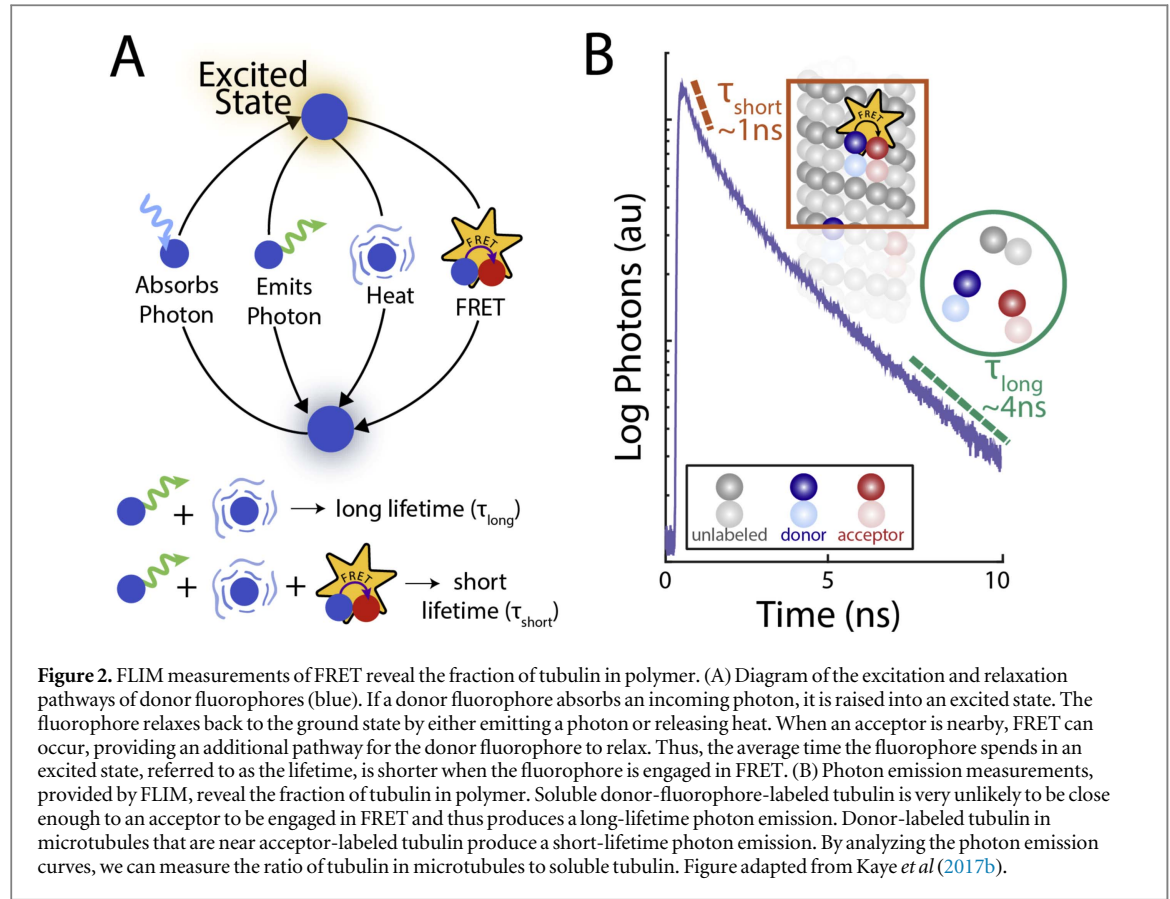 A
Excited
State
Absorbs
Photon
Emits
Photon
Heat
FRET
FRET
long lifetime (τlong)
FRET
short
lifetime (τshort)
+
+
+
B
Log Photons (au)
τshort
~1ns
FRET
τlong
~4ns
unlabeled
donor
acceptor
0
5
10
Time (ns)
Figure 2. FLIM measurements of FRET reveal the fraction of tubulin in polymer. (A) Diagram of the excitation and relaxation
pathways of donor fluorophores (blue). If a donor fluorophore absorbs an incoming photon, it is raised into an excited state. The
fluorophore relaxes back to the ground state by either emitting a photon or releasing heat. When an acceptor is nearby, FRET can
occur, providing an additional pathway for the donor fluorophore to relax. Thus, the average time the fluorophore spends in an
excited state, referred to as the lifetime, is shorter when the fluorophore is engaged in FRET. (B) Photon emission measurements,
provided by FLIM, reveal the fraction of tubulin in polymer. Soluble donor-fluorophore-labeled tubulin is very unlikely to be close
enough to an acceptor to be engaged in FRET and thus produces a long-lifetime photon emission. Donor-labeled tubulin in
microtubules that are near acceptor-labeled tubulin produce a short-lifetime photon emission. By analyzing the photon emission
curves, we can measure the ratio of tubulin in microtubules to soluble tubulin. Figure adapted from Kaye et al (2017b).